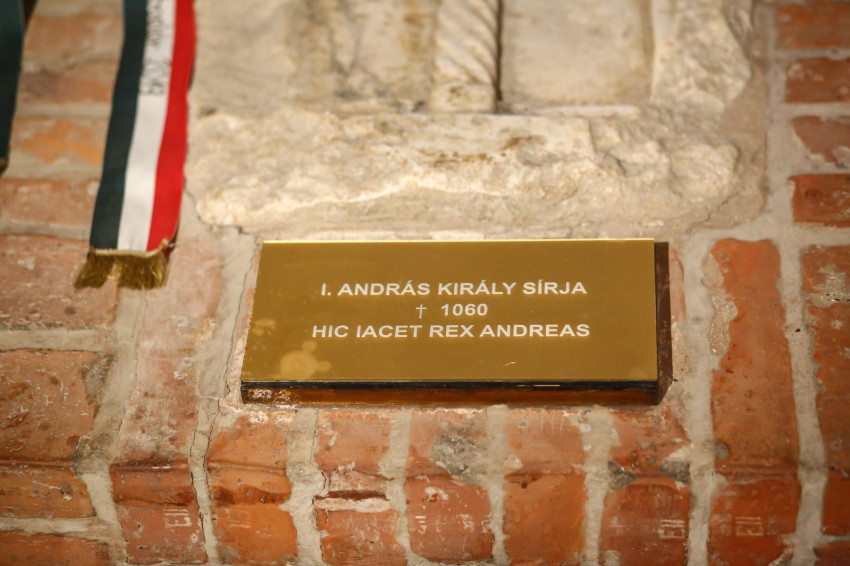 I. ANDRÁS KIRÁLY SÍRJA
† 1060
HIC IACET REX ANDREAS